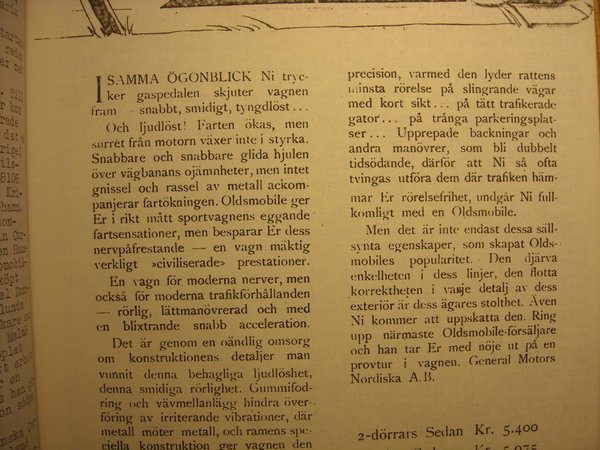 I SAMMA ÖGONBLICK Ni tryc-
ker gaspedalen skjuter vagnen
fram — snabbt, smidigt, tyngdlöst...
Och ljudlöst! Farten ökas, men
surret från motorn växer inte i styrka.
Snabbare och snabbare glida hjulen
över vägbanans ojämnheter, men intet
gnissel och rassel av metall ackom-
panjerar fartökningen. Oldsmobile ger
Er i rikt mått sportvagnens eggande
fartsensationer, men besparar Er dess
nervpåfrestande — en vagn mäktig
verkligt »civiliserade» prestationer.
En vagn för moderna nerver, men
också för moderna trafikförhållanden
— rörlig, lättmanövrerad och med
en blixtrande snabb acceleration.
Det är genom en oändlig omsorg
om konstruktionens detaljer man
vunnit denna behagliga ljudlöshet,
denna smidiga rörlighet. Gummifod-
ring och vävmellanlägg hindra över-
föring av irriterande vibrationer, där
metall möter metall, och ramens spe-
ciella konstruktion ger vagnen den
precision, varmed den lyder rattens
minsta rörelse på slingrande vägar
med kort sikt... på tätt trafikerade
gator... på trånga parkeringsplat-
ser... Upprepade backningar och
andra manövrer, som bli dubbelt
tidsödande, därför att Ni så ofta
tvingas utföra dem där trafiken häm-
mar Er rörelsefrihet, undgår Ni full-
komligt med en Oldsmobile.
Men det är inte endast dessa säll-
synta egenskaper, som skapat Olds-
mobiles popularitet. Den djärva
enkelheten i dess linjer, den flotta
korrektheten i varje detalj av dess
exteriör är dess ägares stolthet. Även
Ni kommer att uppskatta den. Ring
upp närmaste Oldsmobile-försäljare
och han tar Er med nöje ut på en
provtur i vagnen. General Motors
Nordiska A.B.
2-dörrars Sedan Kr. 5.400
Sedan Kr. 5.975